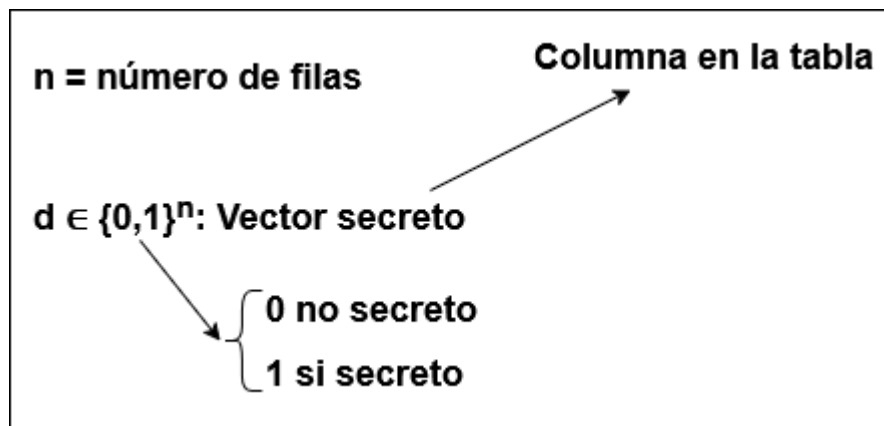 n = número de filas
Columna en la tabla
d ∈ {0,1}ⁿ: Vector secreto
0 no secreto
1 si secreto